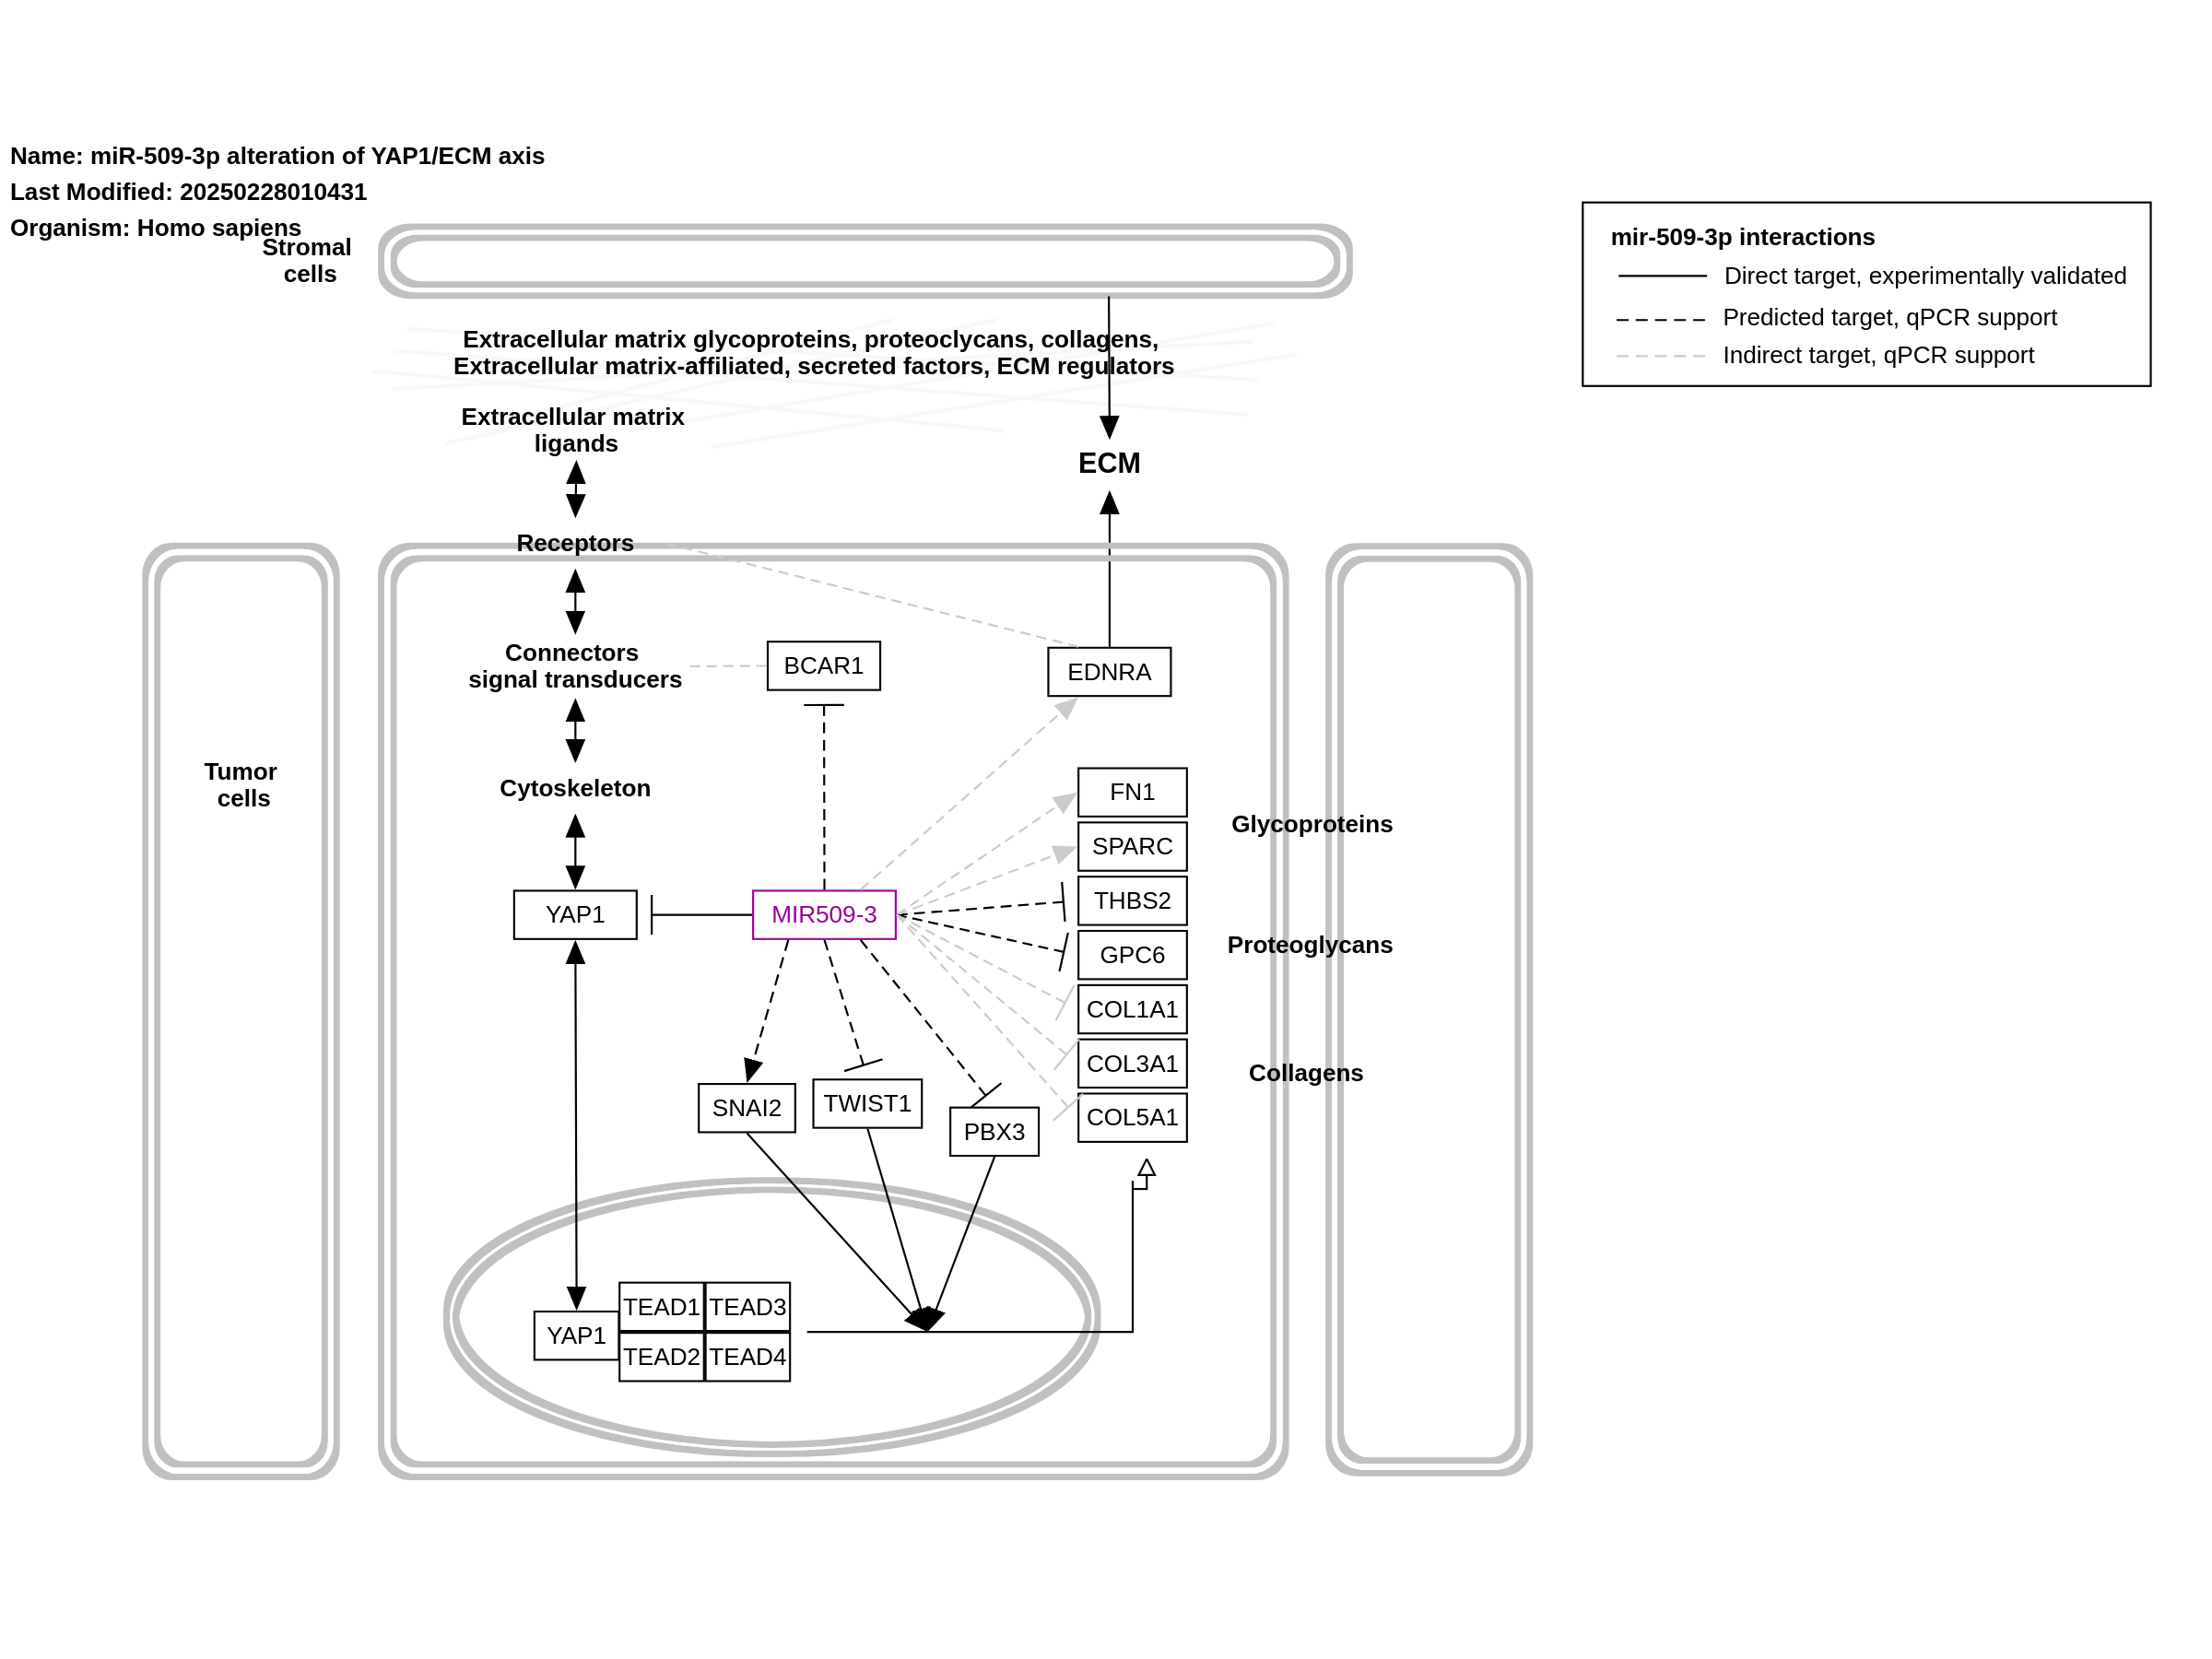 Name: miR-509-3p alteration of YAP1/ECM axis
Last Modified: 20250228010431
Organism: Homo sapiens
Stromal
cells
mir-509-3p interactions
Direct target, experimentally validated
Predicted target, qPCR support
Indirect target, qPCR support
Extracellular matrix glycoproteins, proteoclycans, collagens,
Extracellular matrix-affiliated, secreted factors, ECM regulators
Extracellular matrix
ligands
ECM
Receptors
Connectors
signal transducers
BCAR1
EDNRA
Tumor
cells
Cytoskeleton
FN1
Glycoproteins
SPARC
THBS2
YAP1
MIR509-3
GPC6
Proteoglycans
COL1A1
COL3A1
Collagens
COL5A1
SNAI2
TWIST1
PBX3
TEAD1
TEAD3
YAP1
TEAD2
TEAD4